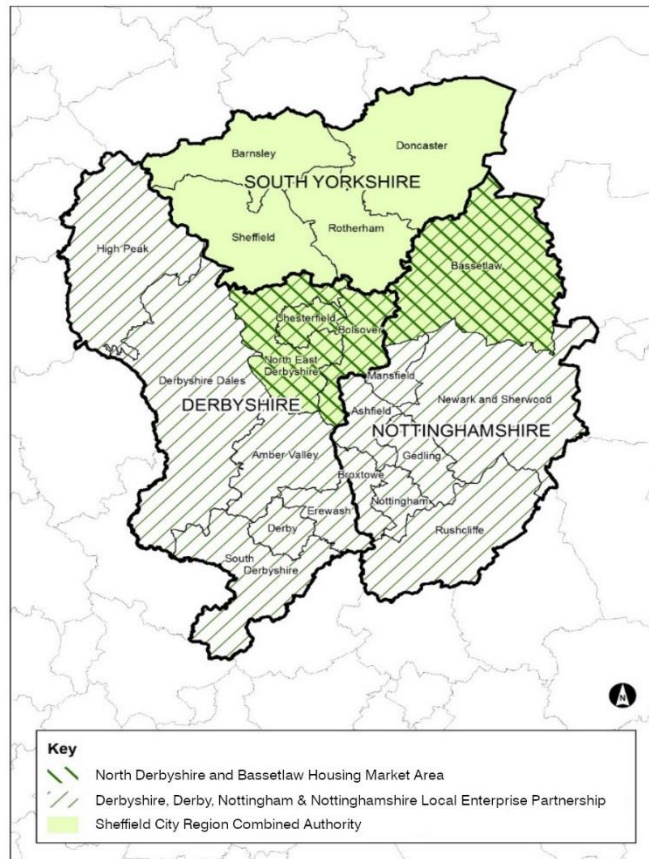 Barnsley
Doncaster
SOUTH YORKSHIRE
Sheffield
Rotherham
High Peak
Bassetlaw
Chesterfield
Bolsover
North East
Derbyshire
Derbyshire Dales
DERBYSHIRE
Mansfield
Ashfield
Newark and Sherwood
NOTTINGHAMSHIRE
Amber Valley
Gedling
Broxtowe
Nottingham
Erewash
Derby
Rushcliffe
South
Derbyshire
N
Key
North Derbyshire and Bassetlaw Housing Market Area
Derbyshire, Derby, Nottingham & Nottinghamshire Local Enterprise Partnership
Sheffield City Region Combined Authority